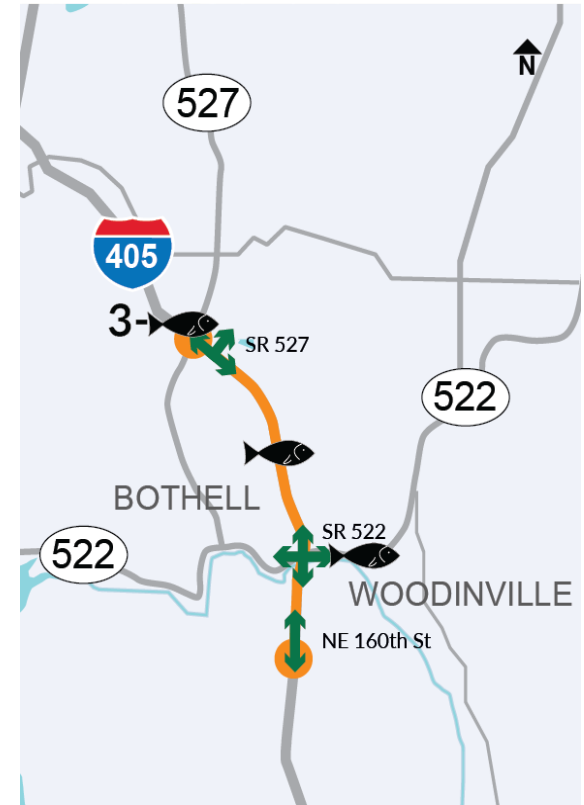 N
527
405
3-
SR 527
522
BOTHELL
SR 522
522
WOODINVILLE
NE 160th St